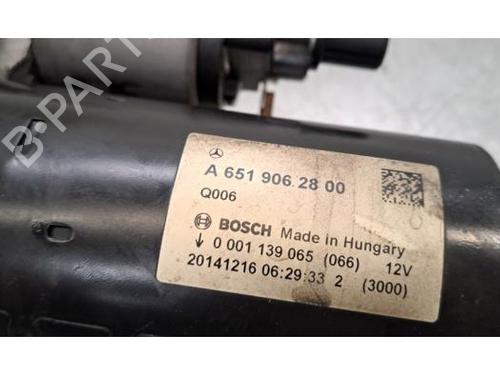 A 651 906 28 00
Q006
BOSCH Made in Hungary
↓ 0 001 139 065 (066) 12V
20141216 06:29:33 2 (3000)